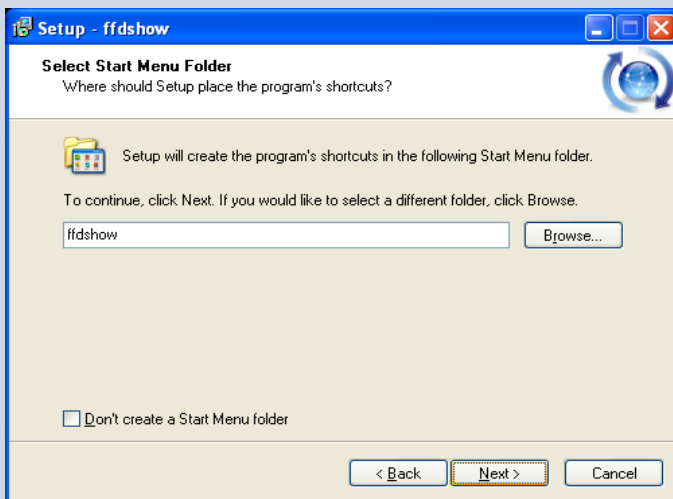 Setup - ffdshow
Select Start Menu Folder
Where should Setup place the program's shortcuts?
Setup will create the program's shortcuts in the following Start Menu folder.
To continue, click Next. If you would like to select a different folder, click Browse.
ffdshow
Browse...
Don't create a Start Menu folder
< Back
Next >
Cancel